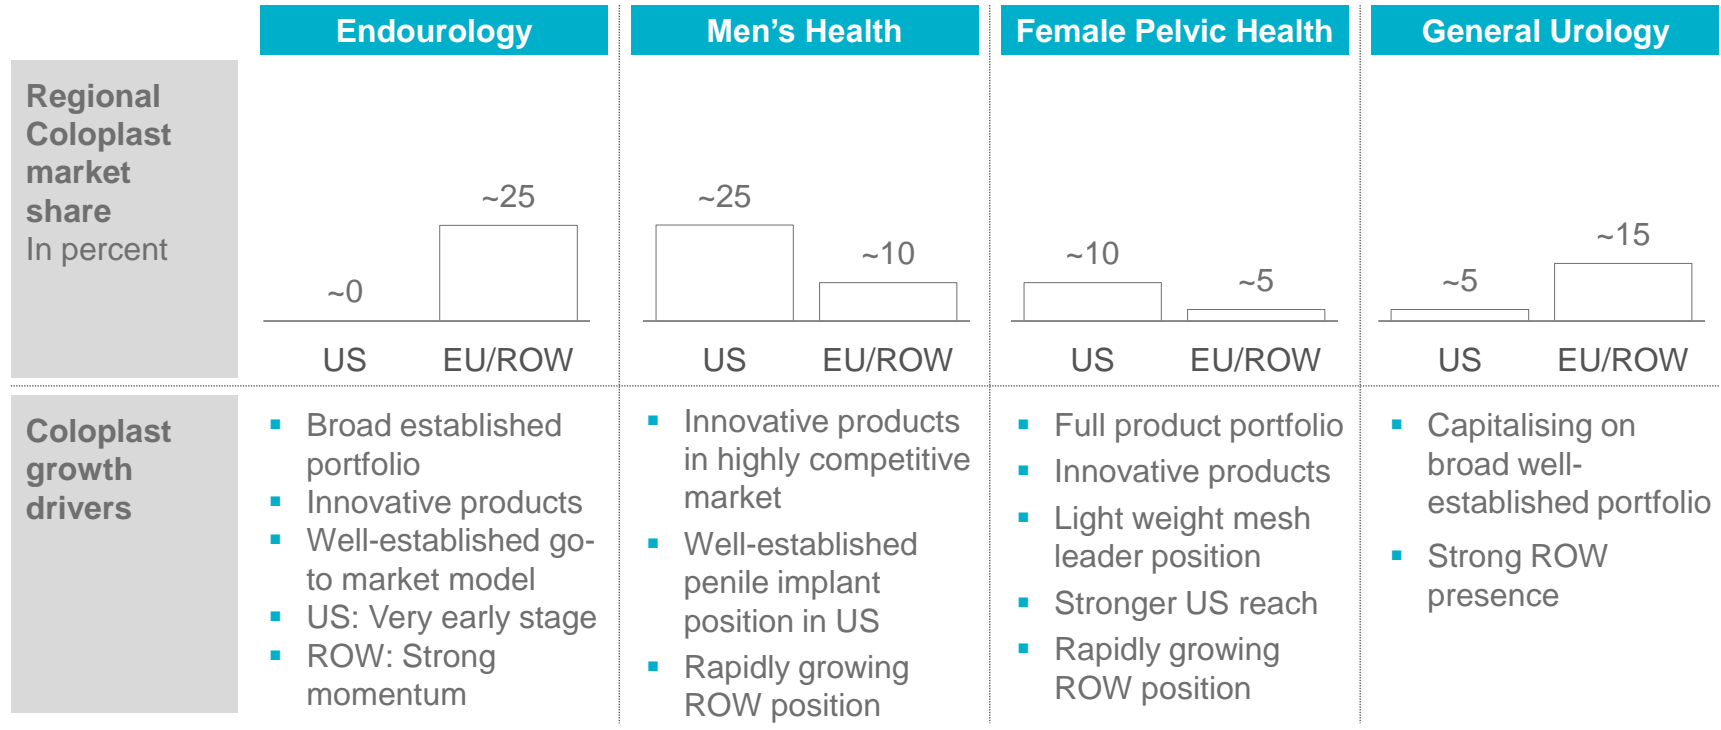 Endourology
Men’s Health
Female Pelvic Health
General Urology
Regional
Coloplast
market
share
In percent
~0
~25
US
EU/ROW
~25
~10
US
EU/ROW
~10
~5
US
EU/ROW
~5
~15
US
EU/ROW
Coloplast
growth
drivers
▪ Broad established
portfolio
▪ Innovative products
▪ Well-established go-
to market model
▪ US: Very early stage
▪ ROW: Strong
momentum
▪ Innovative products
in highly competitive
market
▪ Well-established
penile implant
position in US
▪ Rapidly growing
ROW position
▪ Full product portfolio
▪ Innovative products
▪ Light weight mesh
leader position
▪ Stronger US reach
▪ Rapidly growing
ROW position
▪ Capitalising on
broad well-
established portfolio
▪ Strong ROW
presence